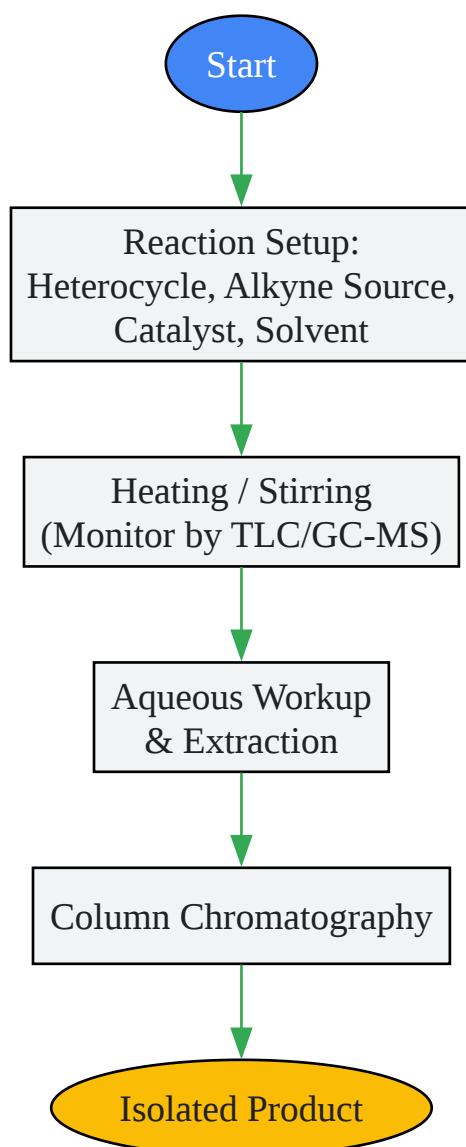 Start
Reaction Setup:
Heterocycle, Alkyne Source,
Catalyst, Solvent
Heating / Stirring
(Monitor by TLC/GC-MS)
Aqueous Workup
& Extraction
Column Chromatography
Isolated Product